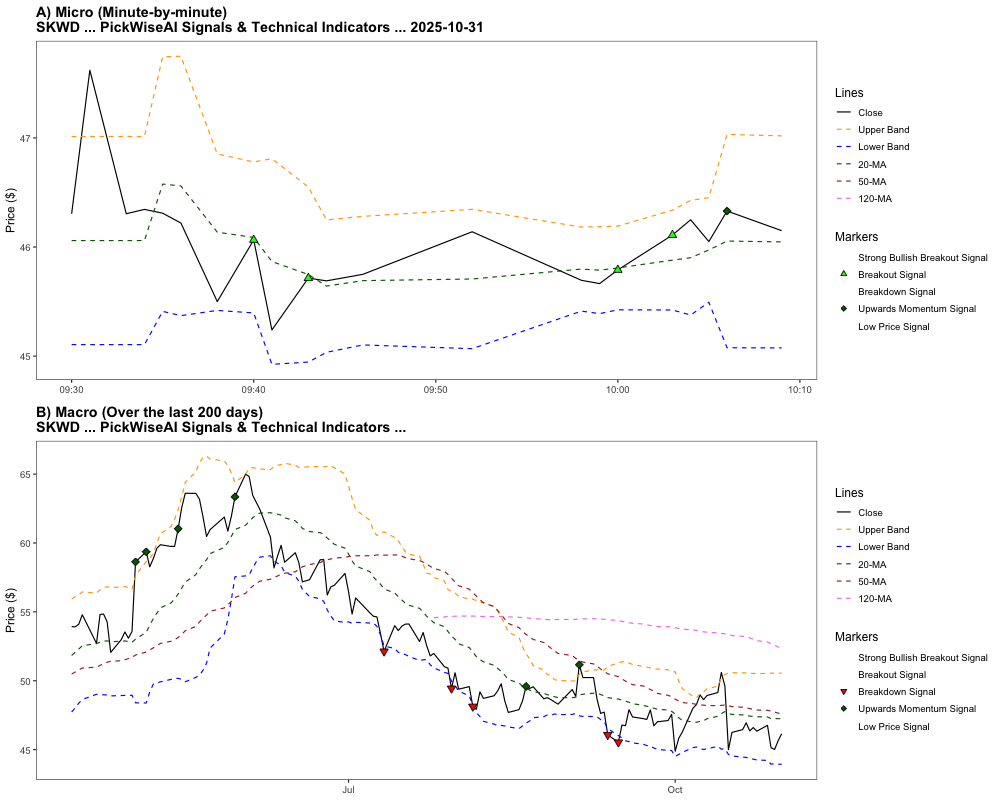 A) Micro (Minute-by-minute)
SKWD ... PickWiseAI Signals & Technical Indicators ... 2025-10-31
Price ($)
47
46
45
09:30
09:40
09:50
10:00
10:10
Lines
Close
Upper Band
Lower Band
20-MA
50-MA
120-MA
Markers
Strong Bullish Breakout Signal
Breakout Signal
Breakdown Signal
Upwards Momentum Signal
Low Price Signal
B) Macro (Over the last 200 days)
SKWD ... PickWiseAI Signals & Technical Indicators ...
Price ($)
65
60
55
50
45
Jul
Oct
Lines
Close
Upper Band
Lower Band
20-MA
50-MA
120-MA
Markers
Strong Bullish Breakout Signal
Breakout Signal
Breakdown Signal
Upwards Momentum Signal
Low Price Signal